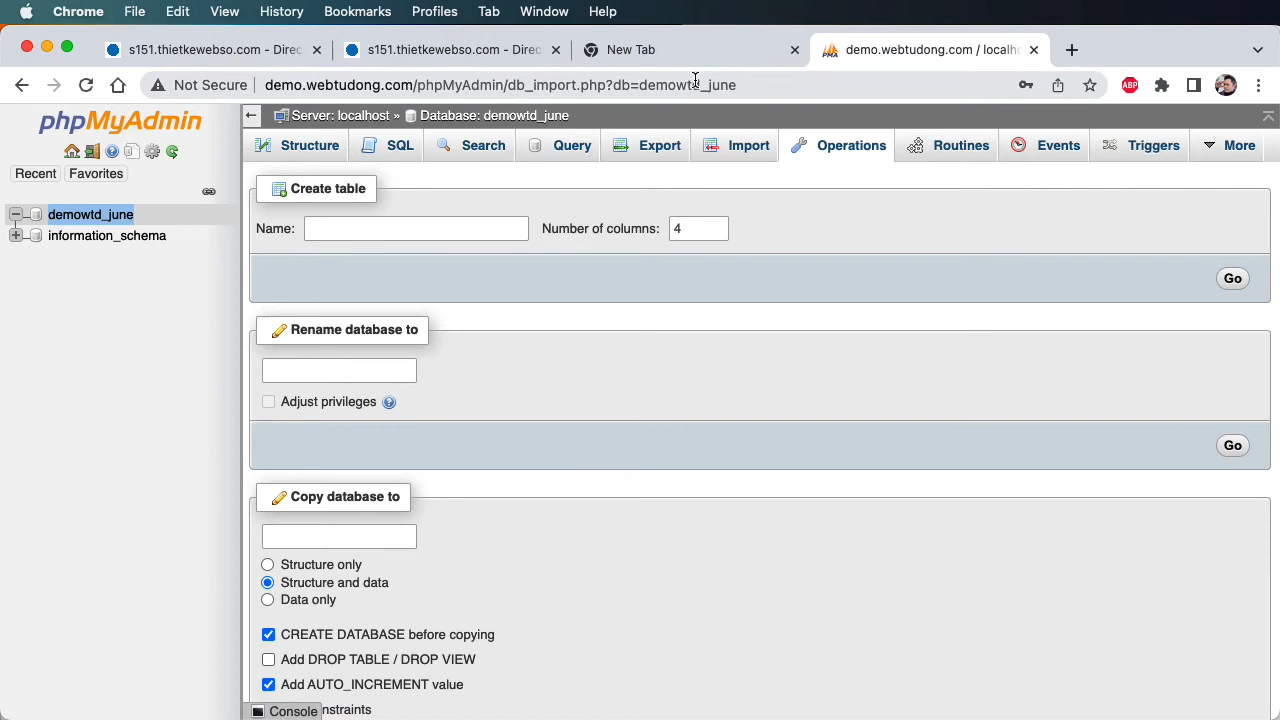 Chrome File Edit View History Bookmarks Profiles Tab Window Help
s151.thietkewebso.com - Direc s151.thietkewebso.com - Direc New Tab demo.webtudong.com / localh
Not Secure demo.webtudong.com/phpMyAdmin/db_import.php?db=demowtd_june
phpMyAdmin
Recent Favorites
demowtd_june
information_schema
Server: localhost » Database: demowtd_june
Structure SQL Search Query Export Import Operations Routines Events Triggers More
Create table
Name: Number of columns: 4
Go
Rename database to
Adjust privileges
Go
Copy database to
Structure only
Structure and data
Data only
CREATE DATABASE before copying
Add DROP TABLE / DROP VIEW
Add AUTO_INCREMENT value
Console nstraints